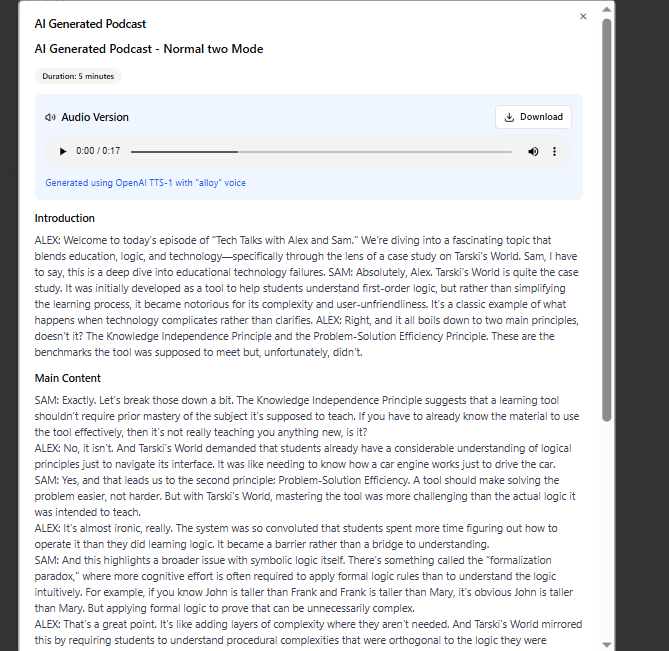 AI Generated Podcast
AI Generated Podcast - Normal two Mode
Duration: 5 minutes
Audio Version
Download
0:00 / 0:17
Generated using OpenAI TTS-1 with "alloy" voice
Introduction
ALEX: Welcome to today's episode of "Tech Talks with Alex and Sam." We're diving into a fascinating topic that
blends education, logic, and technology—specifically through the lens of a case study on Tarski's World. Sam, I have
to say, this is a deep dive into educational technology failures. SAM: Absolutely, Alex. Tarski's World is quite the case
study. It was initially developed as a tool to help students understand first-order logic, but rather than simplifying
the learning process, it became notorious for its complexity and user-unfriendliness. It's a classic example of what
happens when technology complicates rather than clarifies. ALEX: Right, and it all boils down to two main principles,
doesn't it? The Knowledge Independence Principle and the Problem-Solution Efficiency Principle. These are the
benchmarks the tool was supposed to meet but, unfortunately, didn't.
Main Content
SAM: Exactly. Let's break those down a bit. The Knowledge Independence Principle suggests that a learning tool
shouldn't require prior mastery of the subject it's supposed to teach. If you have to already know the material to use
the tool effectively, then it's not really teaching you anything new, is it?
ALEX: No, it isn't. And Tarski's World demanded that students already have a considerable understanding of logical
principles just to navigate its interface. It was like needing to know how a car engine works just to drive the car.
SAM: Yes, and that leads us to the second principle: Problem-Solution Efficiency. A tool should make solving the
problem easier, not harder. But with Tarski's World, mastering the tool was more challenging than the actual logic it
was intended to teach.
ALEX: It's almost ironic, really. The system was so convoluted that students spent more time figuring out how to
operate it than they did learning logic. It became a barrier rather than a bridge to understanding.
SAM: And this highlights a broader issue with symbolic logic itself. There's something called the "formalization
paradox," where more cognitive effort is often required to apply formal logic rules than to understand the logic
intuitively. For example, if you know John is taller than Frank and Frank is taller than Mary, it's obvious John is taller
than Mary. But applying formal logic to prove that can be unnecessarily complex.
ALEX: That's a great point. It's like adding layers of complexity where they aren't needed. And Tarski's World mirrored
this by requiring students to understand procedural complexities that were orthogonal to the logic they were